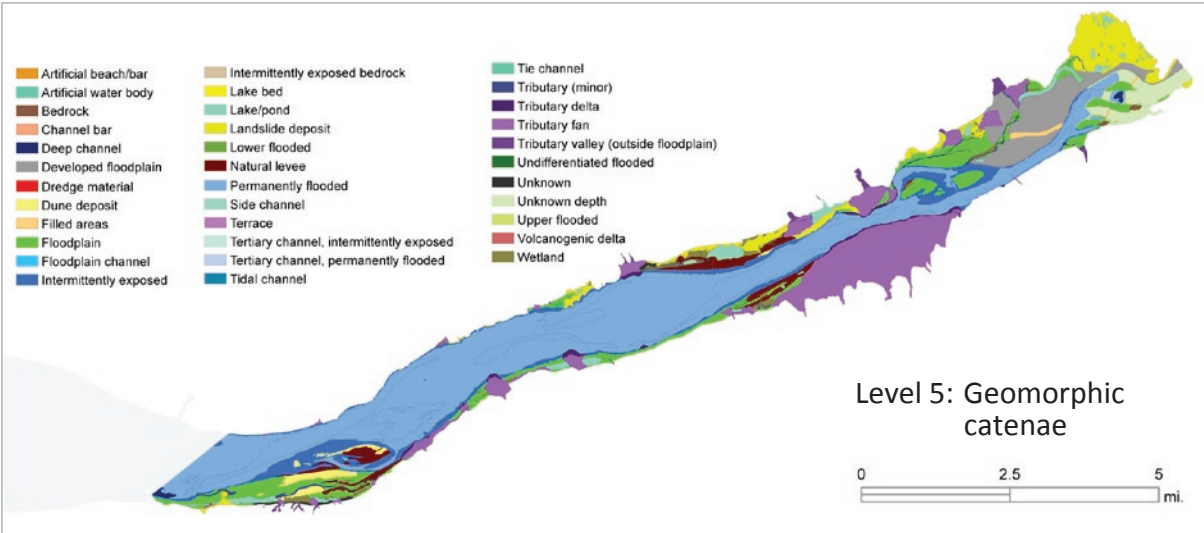 Artificial beach/bar
Artificial water body
Bedrock
Channel bar
Deep channel
Developed floodplain
Dredge material
Dune deposit
Filled areas
Floodplain
Floodplain channel
Intermittently exposed
Intermittently exposed bedrock
Lake bed
Lake/pond
Landslide deposit
Lower flooded
Natural levee
Permanently flooded
Side channel
Terrace
Tertiary channel, intermittently exposed
Tertiary channel, permanently flooded
Tidal channel
Tie channel
Tributary (minor)
Tributary delta
Tributary fan
Tributary valley (outside floodplain)
Undifferentiated flooded
Unknown
Unknown depth
Upper flooded
Volcanogenic delta
Wetland
Level 5: Geomorphic
catenae
0 2.5 5
mi.